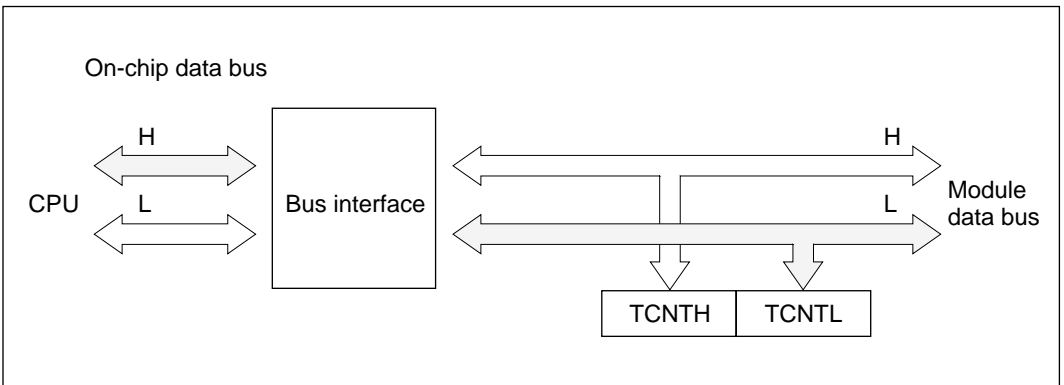 On-chip data bus
H
H
CPU
L
Bus interface
L
Module
data bus
TCNTH
TCNTL